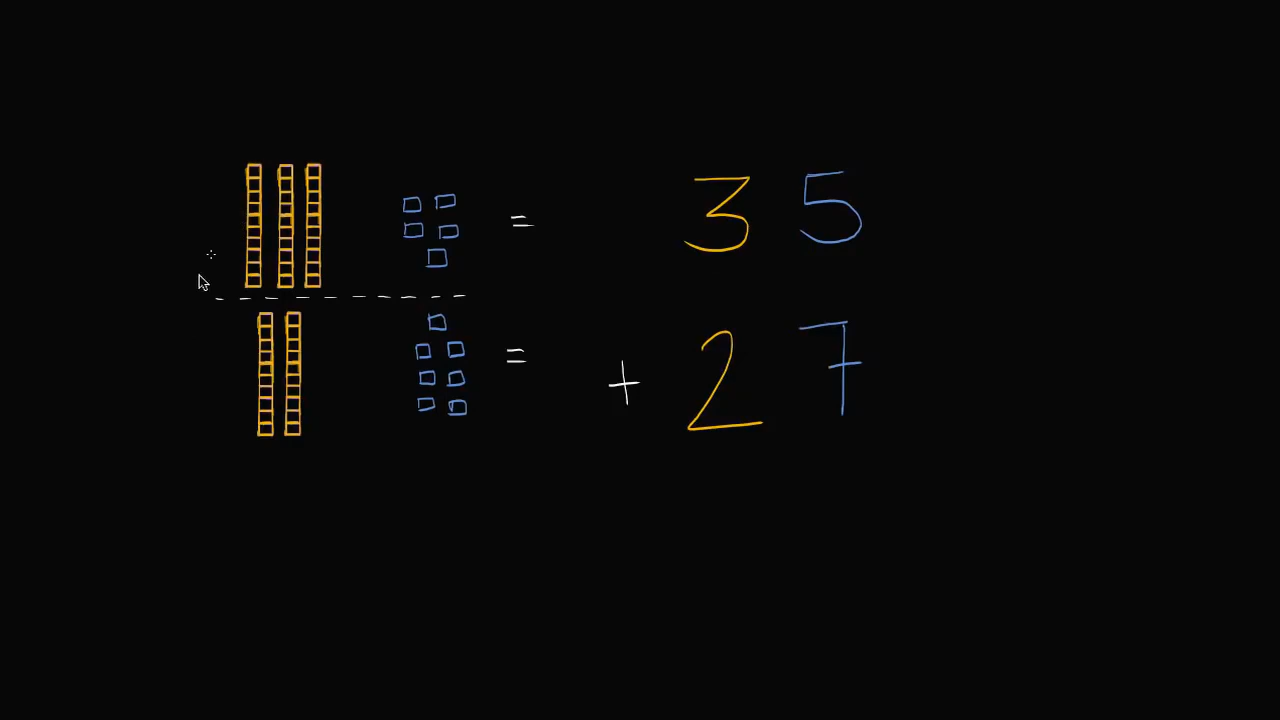 = 35
= + 27